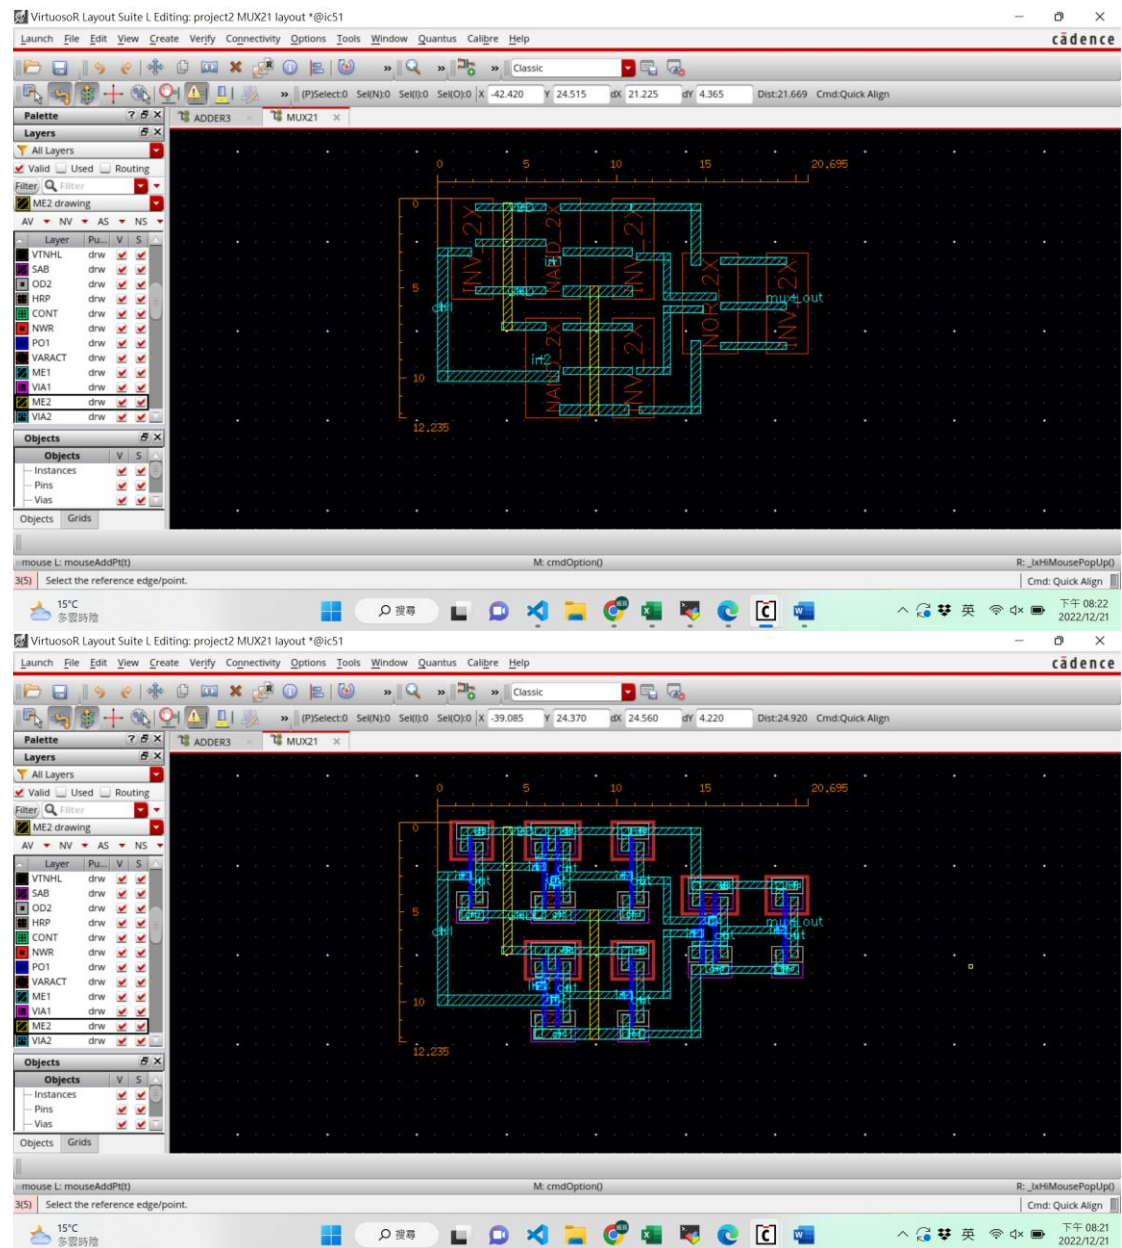 VirtuosoR Layout Suite L Editing: project2 MUX21 layout *@ic51
Launch File Edit View Create Verify Connectivity Options Tools Window Quantus Calibre Help
cādence
» » » Classic
» (P)Select:0 Sel(N):0 Sel(I):0 Sel(O):0 X -42.420 Y 24.515 dX 21.225 dY 4.365 Dist:21.669 Cmd:Quick Align
Palette
ADDER3 MUX21
Layers
All Layers
Valid Used Routing
Filter Filter
ME2 drawing
AV NV AS NS
Layer Pu... V S
VTNHL drw
SAB drw
OD2 drw
HRP drw
CONT drw
NWR drw
PO1 drw
VARACT drw
ME1 drw
VIA1 drw
ME2 drw
VIA2 drw
Objects
Objects V S
Instances
Pins
Vias
Objects Grids
0 5 10 15 20.695
0
5
10
12.235
INV_2X
NAND_2X
INV_2X
NOR_2X
INV_2X
NAND_2X
INV_2X
in2
mux_out
mouse L: mouseAddPt(t) M: cmdOption() R: _lxHiMousePopUp()
3(5) Select the reference edge/point. Cmd: Quick Align
15°C
多雲時陰
搜尋
英
下午 08:22
2022/12/21
VirtuosoR Layout Suite L Editing: project2 MUX21 layout *@ic51
Launch File Edit View Create Verify Connectivity Options Tools Window Quantus Calibre Help
cādence
» » » Classic
» (P)Select:0 Sel(N):0 Sel(I):0 Sel(O):0 X -39.085 Y 24.370 dX 24.560 dY 4.220 Dist:24.920 Cmd:Quick Align
Palette
ADDER3 MUX21
Layers
All Layers
Valid Used Routing
Filter Filter
ME2 drawing
AV NV AS NS
Layer Pu... V S
VTNHL drw
SAB drw
OD2 drw
HRP drw
CONT drw
NWR drw
PO1 drw
VARACT drw
ME1 drw
VIA1 drw
ME2 drw
VIA2 drw
Objects
Objects V S
Instances
Pins
Vias
Objects Grids
0 5 10 15 20.695
0
5
10
12.235
mux_out
mouse L: mouseAddPt(t) M: cmdOption() R: _lxHiMousePopUp()
3(5) Select the reference edge/point. Cmd: Quick Align
15°C
多雲時陰
搜尋
英
下午 08:21
2022/12/21